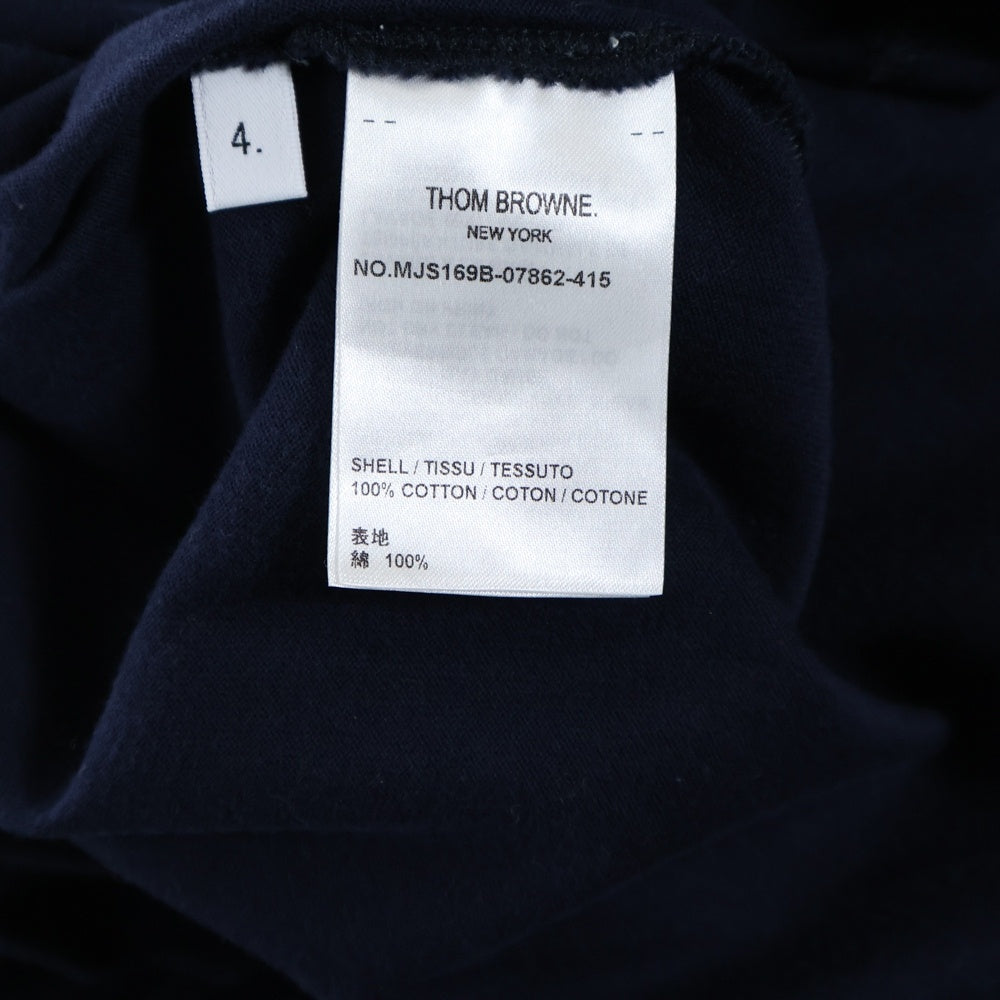 4.
THOM BROWNE.
NEW YORK
NO.MJS169B-07862-415
SHELL / TISSU / TESSUTO
100% COTTON / COTON / COTONE
表地
綿 100%